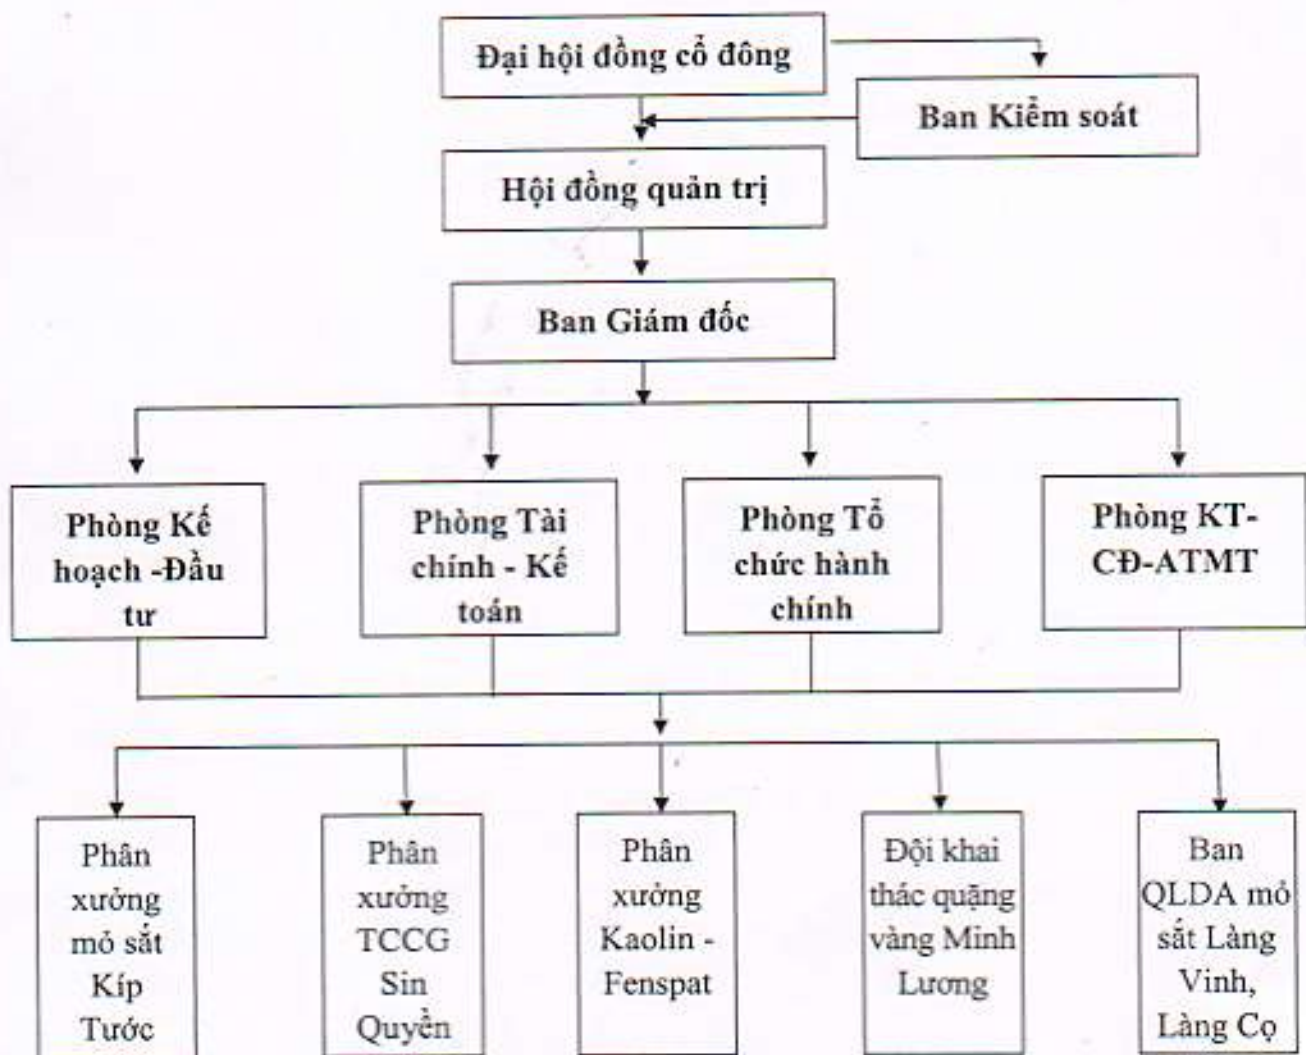 Đại hội đồng cổ đông
Ban Kiểm soát
Hội đồng quản trị
Ban Giám đốc
Phòng Kế
hoạch -Đầu
tư
Phòng Tài
chính - Kế
toán
Phòng Tổ
chức hành
chính
Phòng KT-
CĐ-ATMT
Phân
xưởng
mỏ sắt
Kíp
Tước
Phân
xưởng
TCCG
Sin
Quyền
Phân
xưởng
Kaolin -
Fenspat
Đội khai
thác quặng
vàng Minh
Lương
Ban
QLDA mỏ
sắt Làng
Vinh,
Làng Cọ